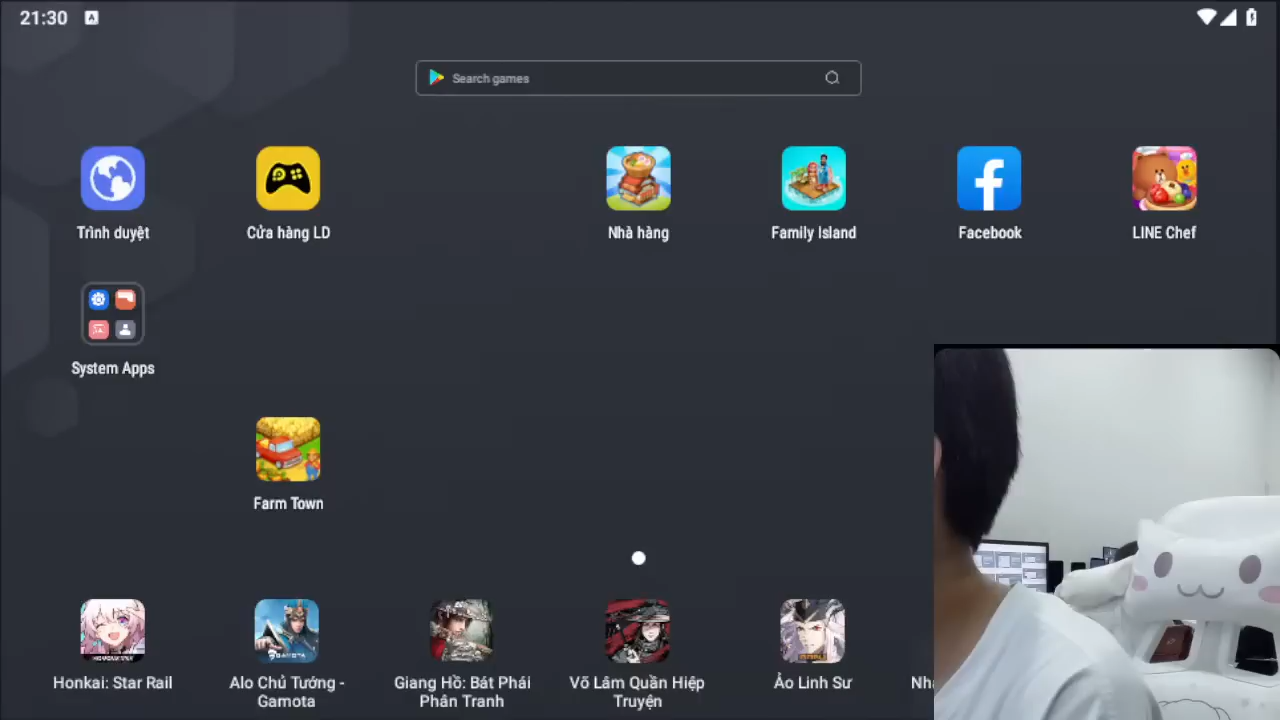 21:30
Search games
Trình duyệt
Cửa hàng LD
Nhà hàng
Family Island
Facebook
LINE Chef
System Apps
Farm Town
Honkai: Star Rail
Alo Chủ Tướng -
Gamota
Giang Hồ: Bát Phái
Phân Tranh
Võ Lâm Quần Hiệp
Truyện
Ảo Linh Sư